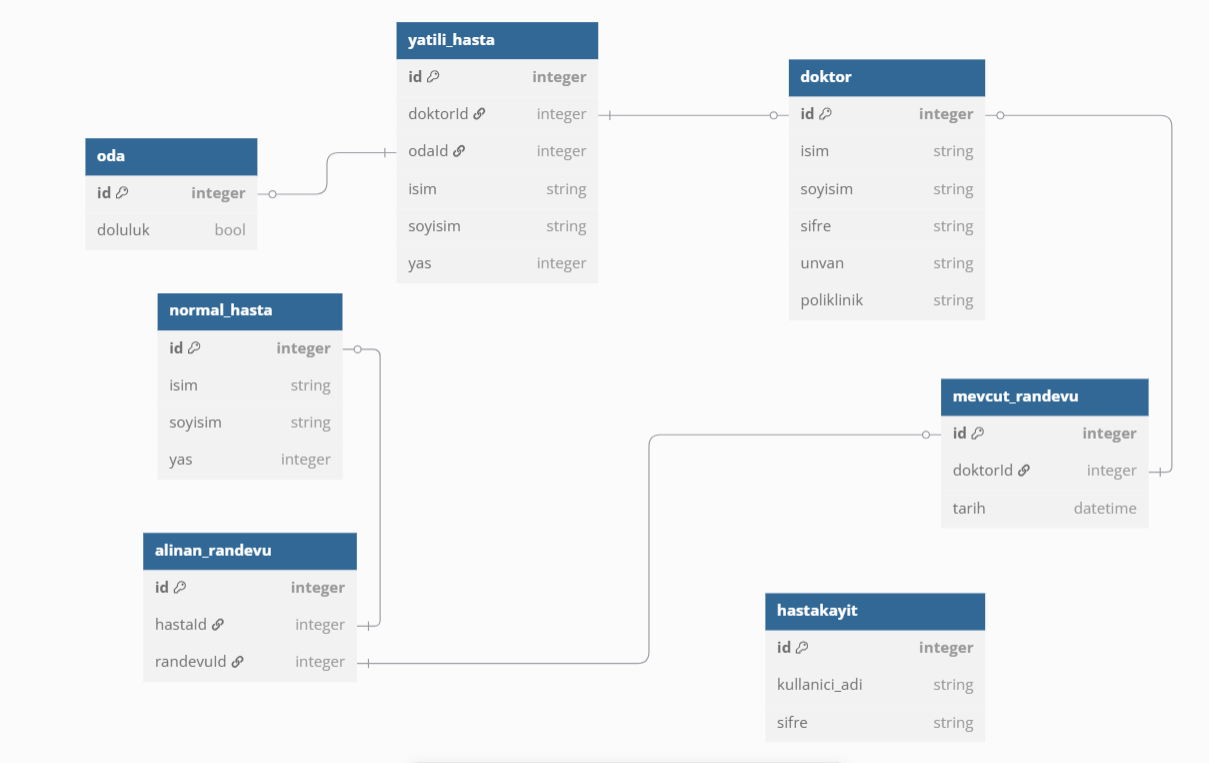 yatili_hasta
id integer
doktorId integer
odaId integer
isim string
soyisim string
yas integer
doktor
id integer
isim string
soyisim string
sifre string
unvan string
poliklinik string
oda
id integer
doluluk bool
normal_hasta
id integer
isim string
soyisim string
yas integer
mevcut_randevu
id integer
doktorId integer
tarih datetime
alinan_randevu
id integer
hastaId integer
randevuId integer
hastakayit
id integer
kullanici_adi string
sifre string